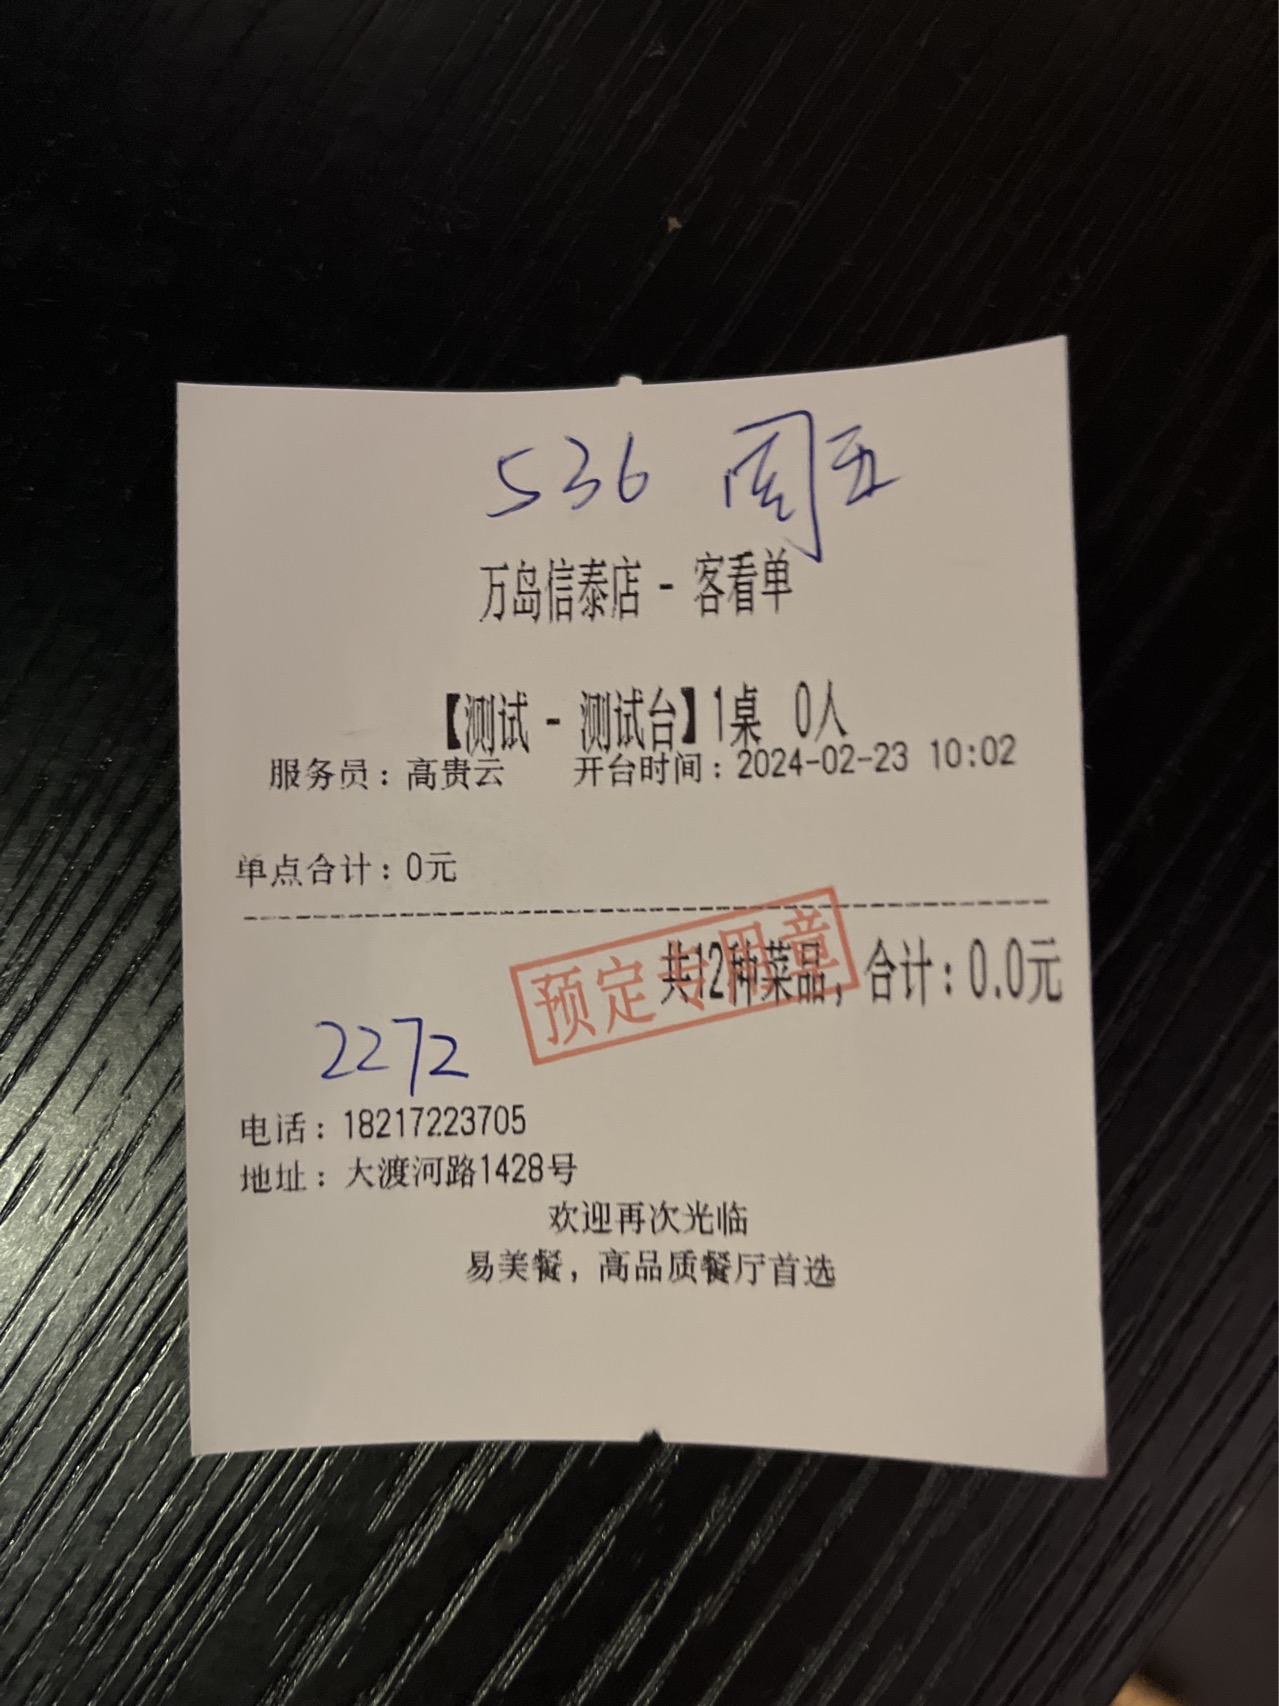 536 周五
万岛信泰店 - 客看单
【测试 - 测试台】1桌 0人
服务员：高贵云 开台时间：2024-02-23 10:02
单点合计：0元
共12种菜品，合计：0.0元
预定专用章
2272
电话：18217223705
地址：大渡河路1428号
欢迎再次光临
易美餐，高品质餐厅首选